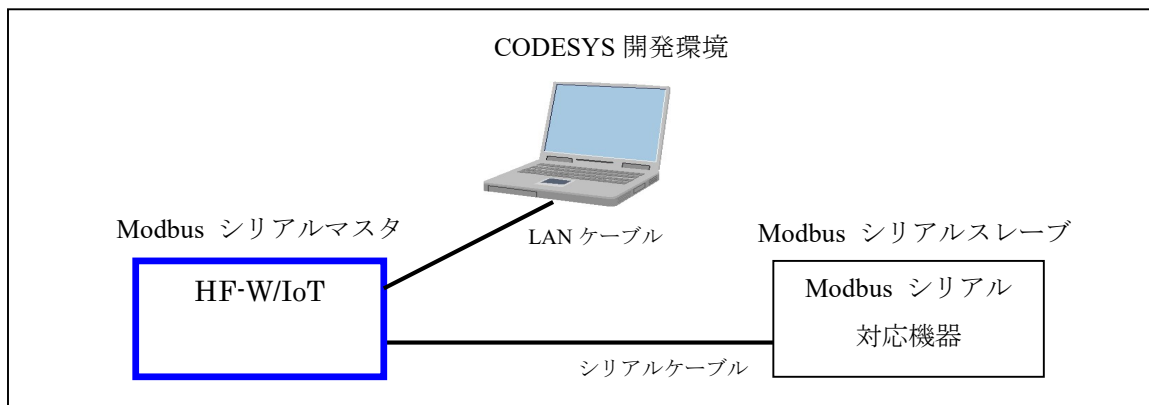 CODESYS 開発環境
Modbus シリアルマスタ
LAN ケーブル
Modbus シリアルスレーブ
HF-W/IoT
Modbus シリアル
対応機器
シリアルケーブル